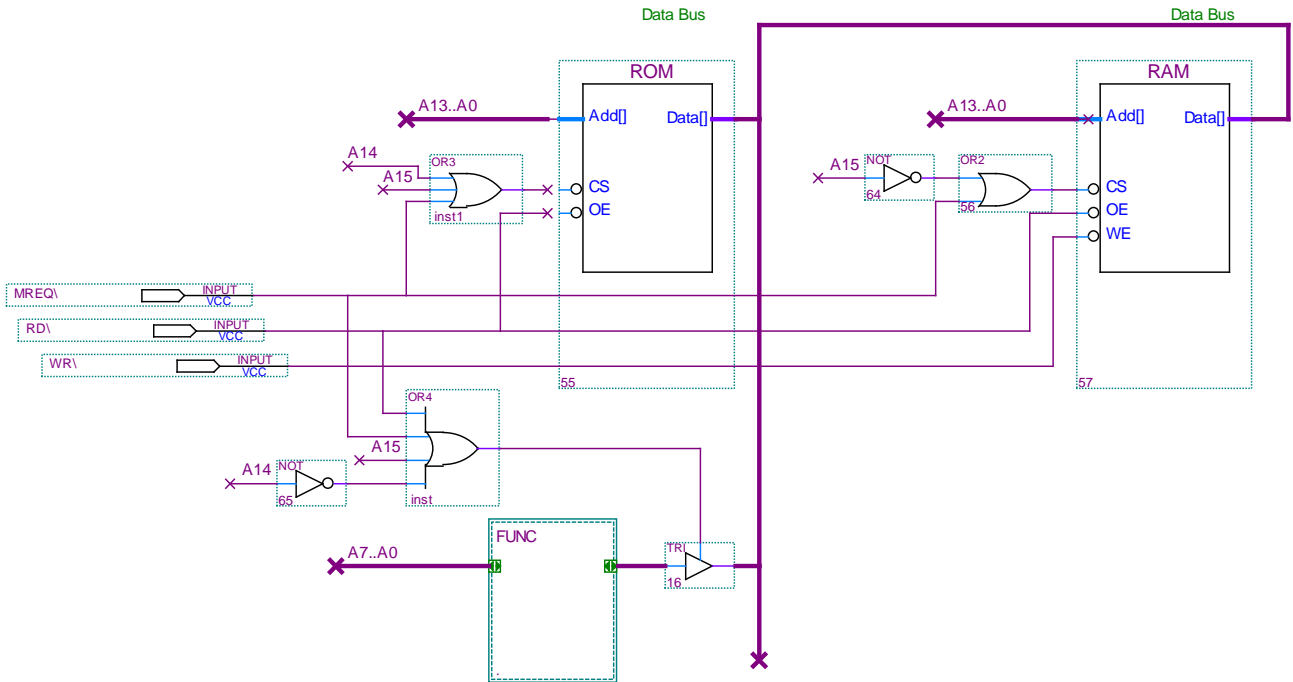 Data Bus
Data Bus
ROM
RAM
A13..A0
Add[]
Data[]
A13..A0
Add[]
Data[]
A14
OR3
A15
CS
OE
inst1
A15
NOT
64
OR2
56
CS
OE
WE
MREQ\
INPUT
VCC
RD\
INPUT
VCC
WR\
INPUT
VCC
55
57
OR4
A15
A14
NOT
65
inst
FUNC
A7..A0
TRI
16